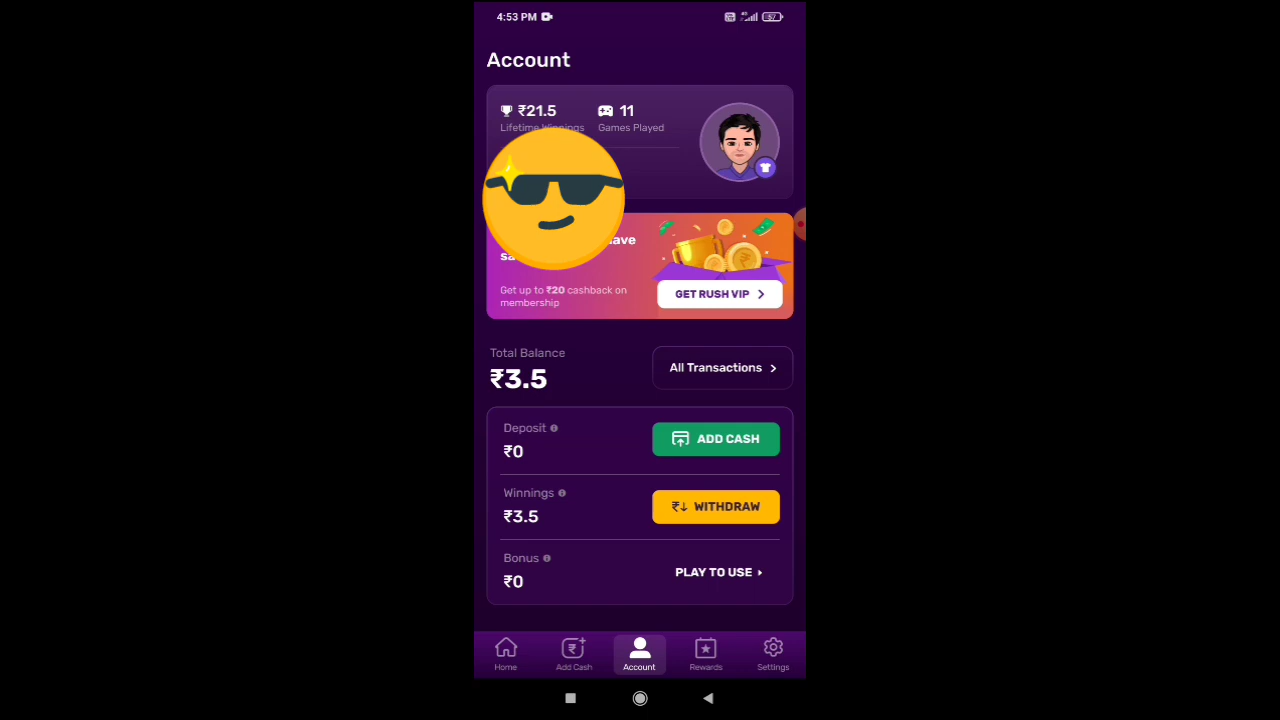 4:53 PM
Account
₹21.5
11
Lifetime Winnings
Games Played
ave
sa
Get up to ₹20 cashback on
membership
GET RUSH VIP
Total Balance
₹3.5
All Transactions
Deposit
₹0
ADD CASH
Winnings
₹3.5
WITHDRAW
Bonus
₹0
PLAY TO USE
Home
Add Cash
Account
Rewards
Settings